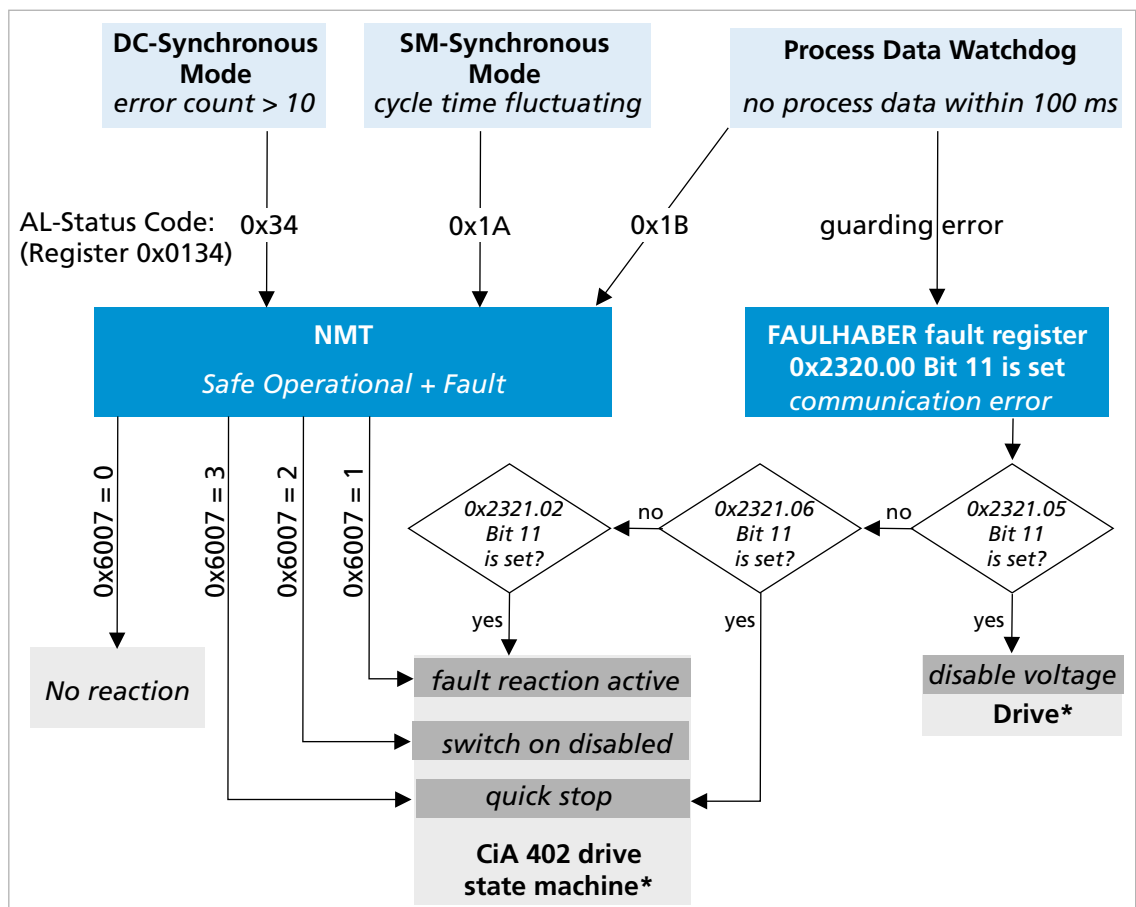 DC-Synchronous
Mode
error count > 10
SM-Synchronous
Mode
cycle time fluctuating
Process Data Watchdog
no process data within 100 ms
AL-Status Code:
(Register 0x0134)
0x34
0x1A
0x1B
guarding error
NMT
Safe Operational + Fault
FAULHABER fault register
0x2320.00 Bit 11 is set
communication error
0x6007 = 0
0x6007 = 3
0x6007 = 2
0x6007 = 1
0x2321.02
Bit 11
is set?
no
0x2321.06
Bit 11
is set?
no
0x2321.05
Bit 11
is set?
yes
yes
yes
No reaction
fault reaction active
switch on disabled
quick stop
CiA 402 drive
state machine*
disable voltage
Drive*